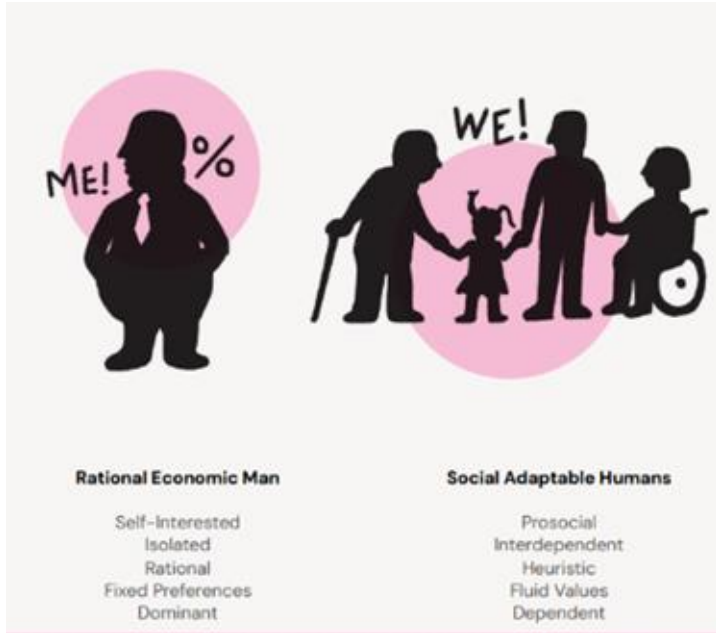 ME!
%
WE!
Rational Economic Man
Self-Interested
Isolated
Rational
Fixed Preferences
Dominant
Social Adaptable Humans
Prosocial
Interdependent
Heuristic
Fluid Values
Dependent